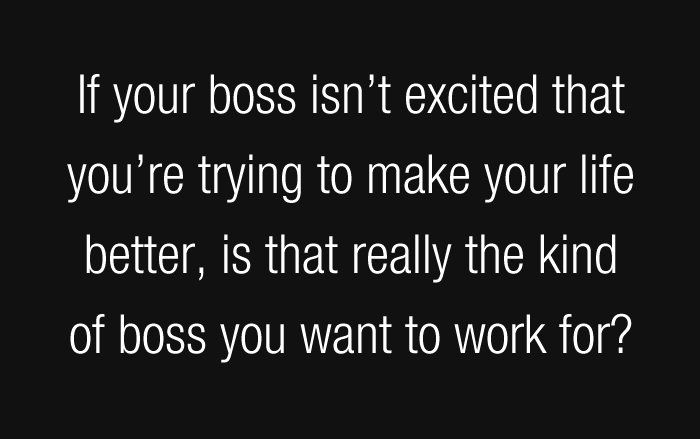 If your boss isn’t excited that
you’re trying to make your life
better, is that really the kind
of boss you want to work for?